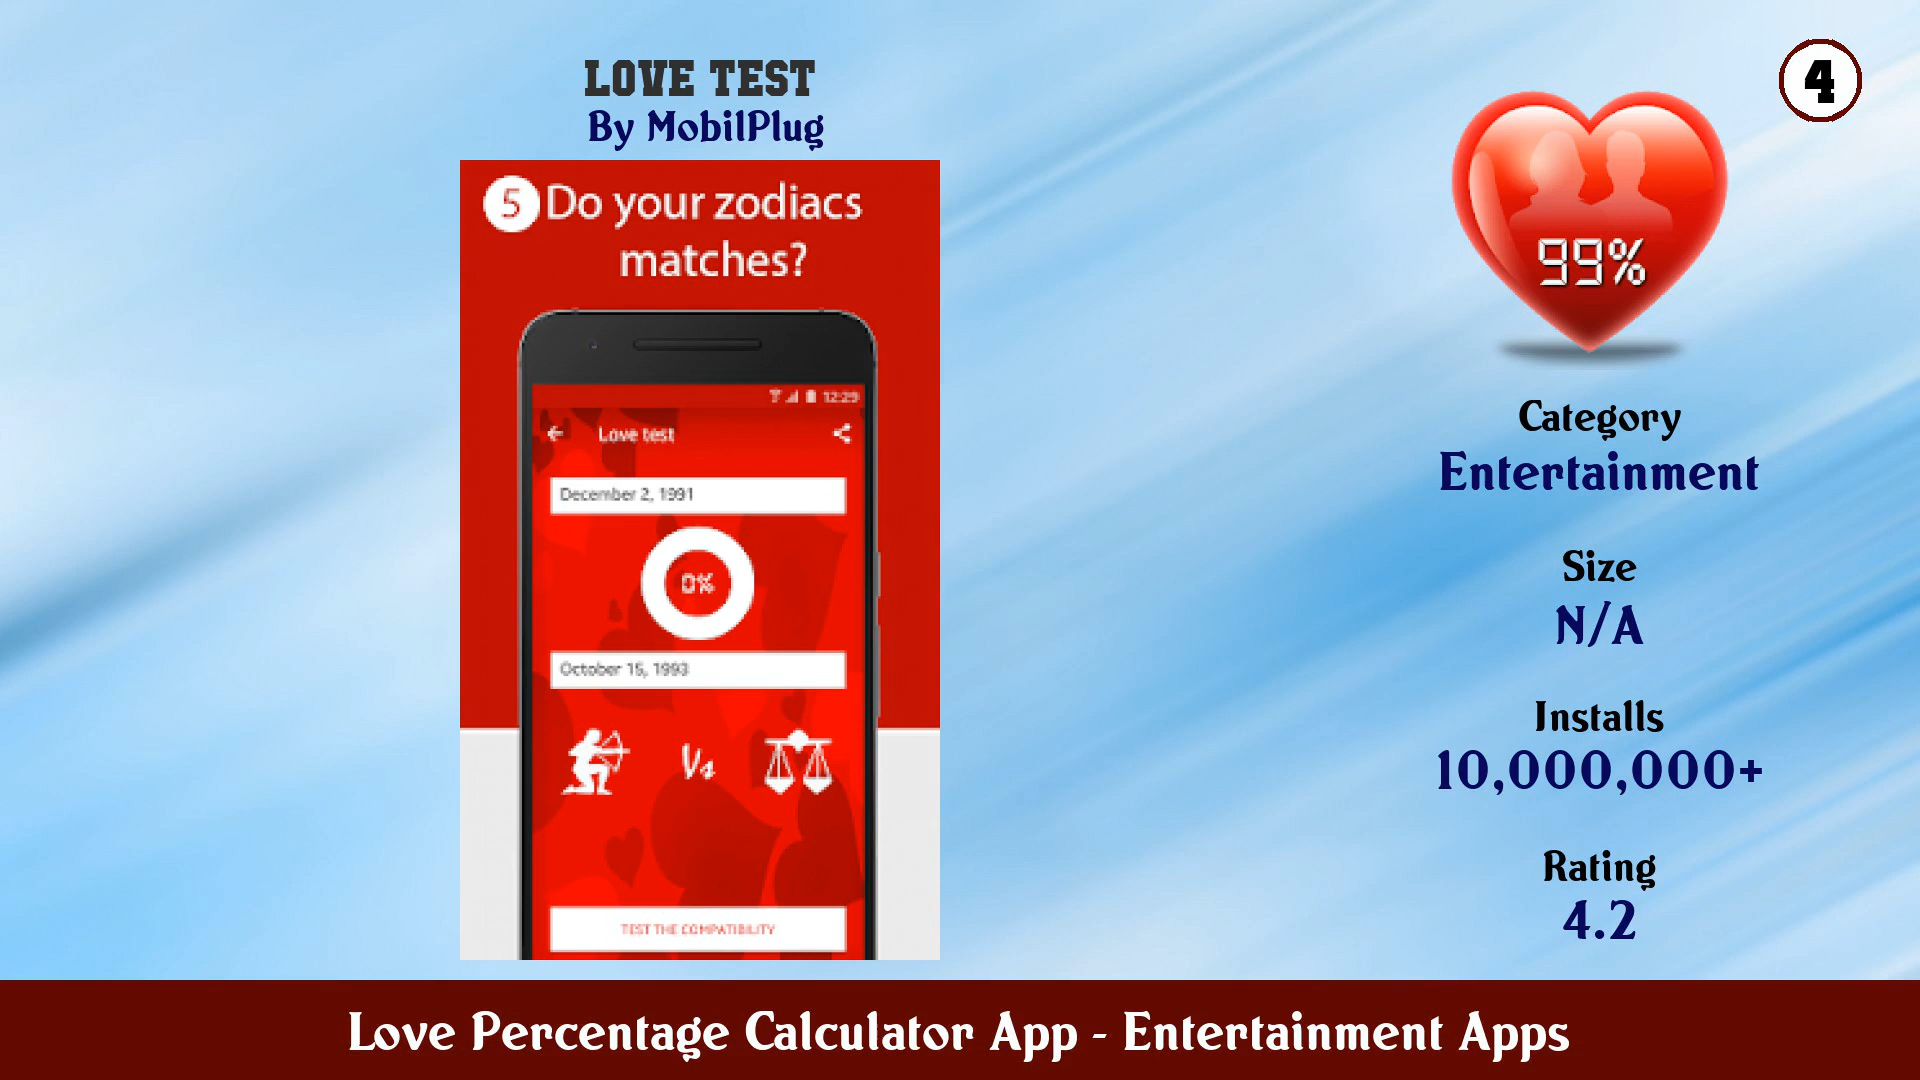 LOVE TEST
By MobilPlug
5 Do your zodiacs
matches?
12:29
Love test
December 2, 1991
0%
October 15, 1993
Vs
TEST THE COMPATIBILITY
4
99%
Category
Entertainment
Size
N/A
Installs
10,000,000+
Rating
4.2
Love Percentage Calculator App - Entertainment Apps